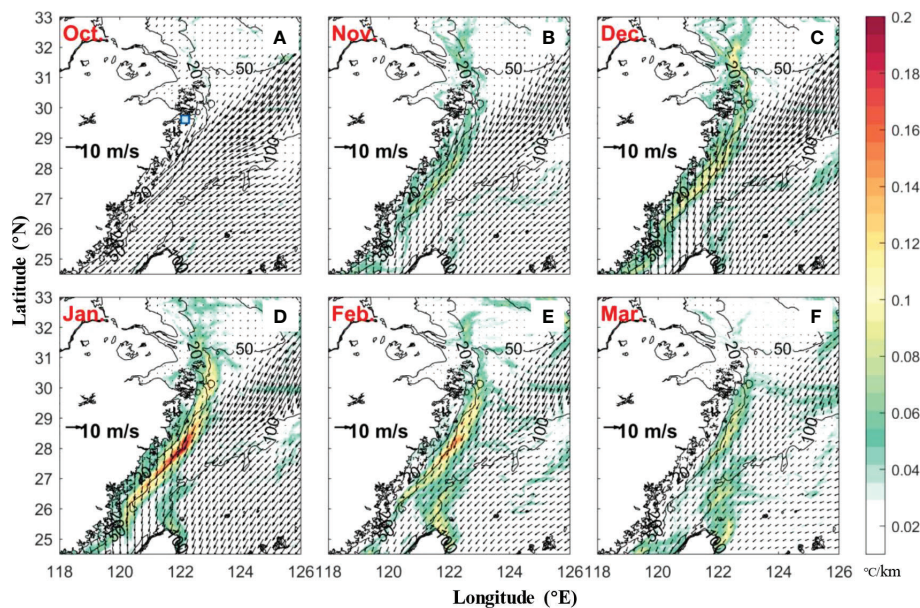 Oct. A
Nov. B
Dec. C
33
32
31
30
29
28
27
26
25
20
50
100
10 m/s
20
50
100
10 m/s
20
50
100
10 m/s
0.2
0.18
0.16
0.14
0.12
0.1
0.08
0.06
0.04
0.02
°C/km
Latitude (°N)
Jan. D
Feb. E
Mar. F
33
32
31
30
29
28
27
26
25
20
50
100
10 m/s
20
50
100
10 m/s
20
50
100
10 m/s
118 120 122 124 126
118 120 122 124 126
118 120 122 124 126
Longitude (°E)